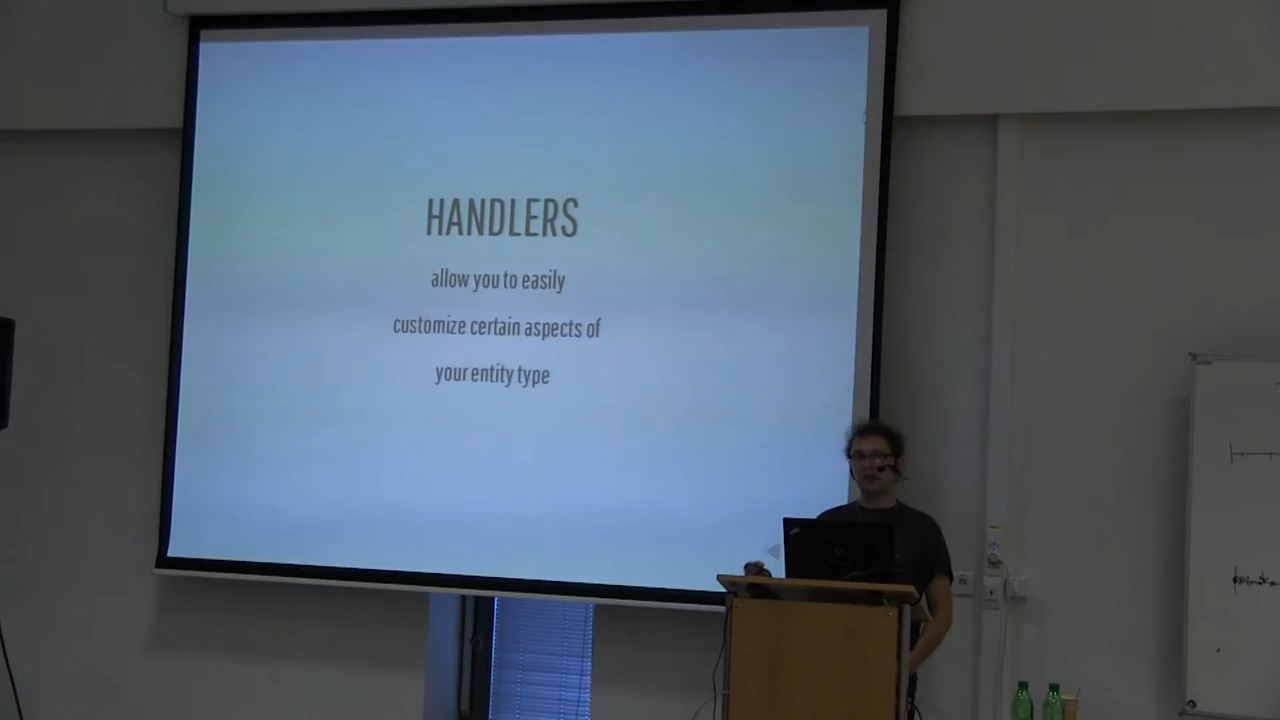 HANDLERS
allow you to easily
customize certain aspects of
your entity type